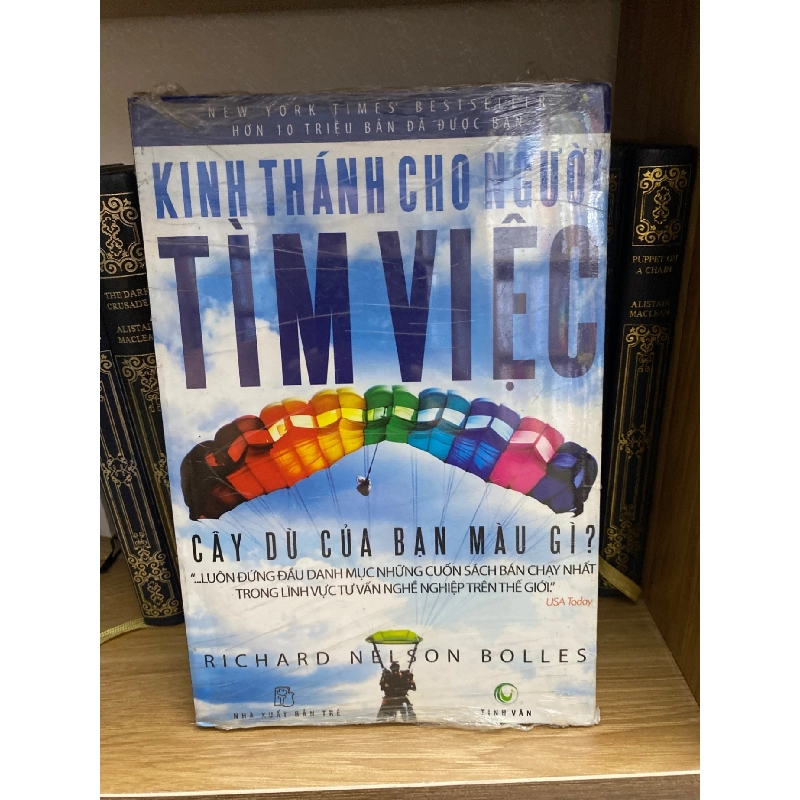 NEW YORK TIMES' BESTSELLER
HƠN 10 TRIỆU BẢN ĐÃ ĐƯỢC BÁN
KINH THÁNH CHO NGƯỜI
TÌM VIỆC
CÂY DÙ CỦA BẠN MÀU GÌ?
"...LUÔN ĐỨNG ĐẦU DANH MỤC NHỮNG CUỐN SÁCH BÁN CHẠY NHẤT
TRONG LĨNH VỰC TƯ VẤN NGHỀ NGHIỆP TRÊN THẾ GIỚI."
USA Today
RICHARD NELSON BOLLES
NHÀ XUẤT BẢN TRẺ
TINH VĂN
THE DARK
CRUSADER
ALISTAIR
MACLEAN
PUPPET ON
A CHAIN
ALISTAIR
MACLEAN